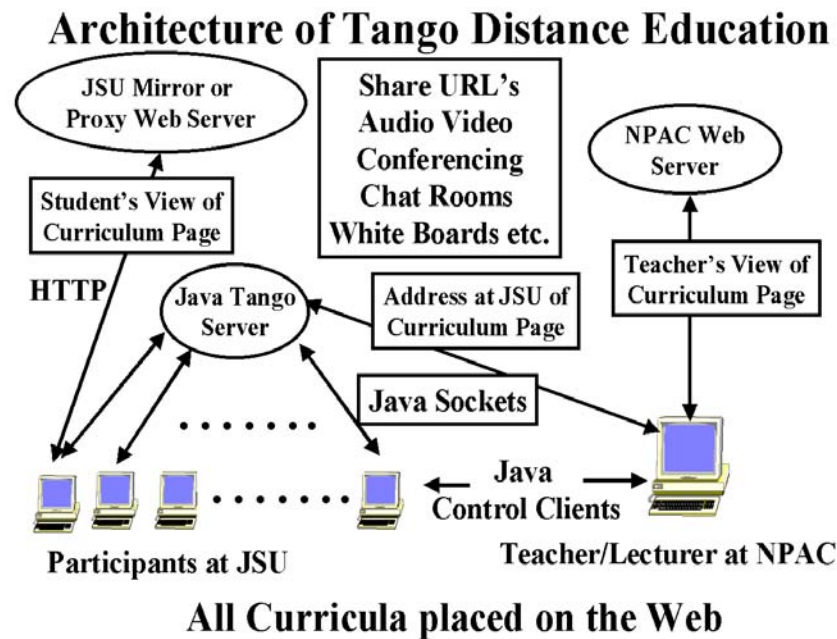 Architecture of Tango Distance Education
JSU Mirror or
Proxy Web Server
Share URL's
Audio Video
Conferencing
Chat Rooms
White Boards etc.
NPAC Web
Server
Student's View of
Curriculum Page
Teacher's View of
Curriculum Page
HTTP
Java Tango
Server
Address at JSU of
Curriculum Page
Java Sockets
Java
Control Clients
Participants at JSU
Teacher/Lecturer at NPAC
All Curricula placed on the Web